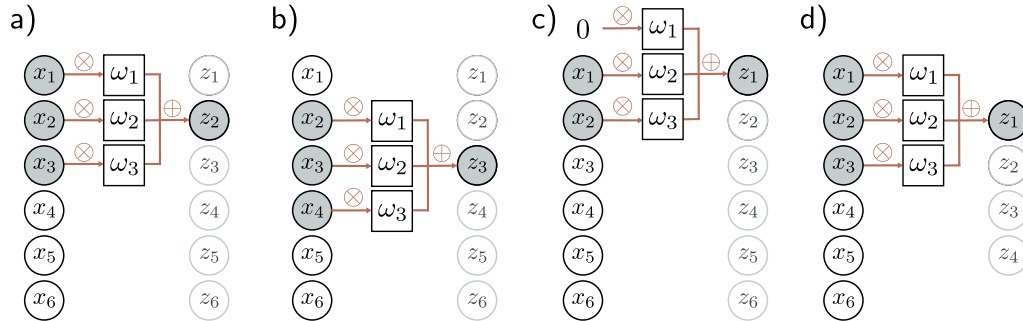 a) b) c) d)
0 ⊗ ω₁
x₁ ⊗ ω₁ z₁ x₁ z₁ x₁ ⊗ ω₂ ⊕ z₁ x₁ ⊗ ω₁
x₂ ⊗ ω₂ ⊕ z₂ x₂ ⊗ ω₁ z₂ x₂ ⊗ ω₃ z₂ x₂ ⊗ ω₂ ⊕ z₁
x₃ ⊗ ω₃ z₃ x₃ ⊗ ω₂ ⊕ z₃ x₃ z₃ x₃ ⊗ ω₃ z₂
x₄ z₄ x₄ ⊗ ω₃ z₄ x₄ z₄ x₄ z₃
x₅ z₅ x₅ z₅ x₅ z₅ x₅ z₄
x₆ z₆ x₆ z₆ x₆ z₆ x₆